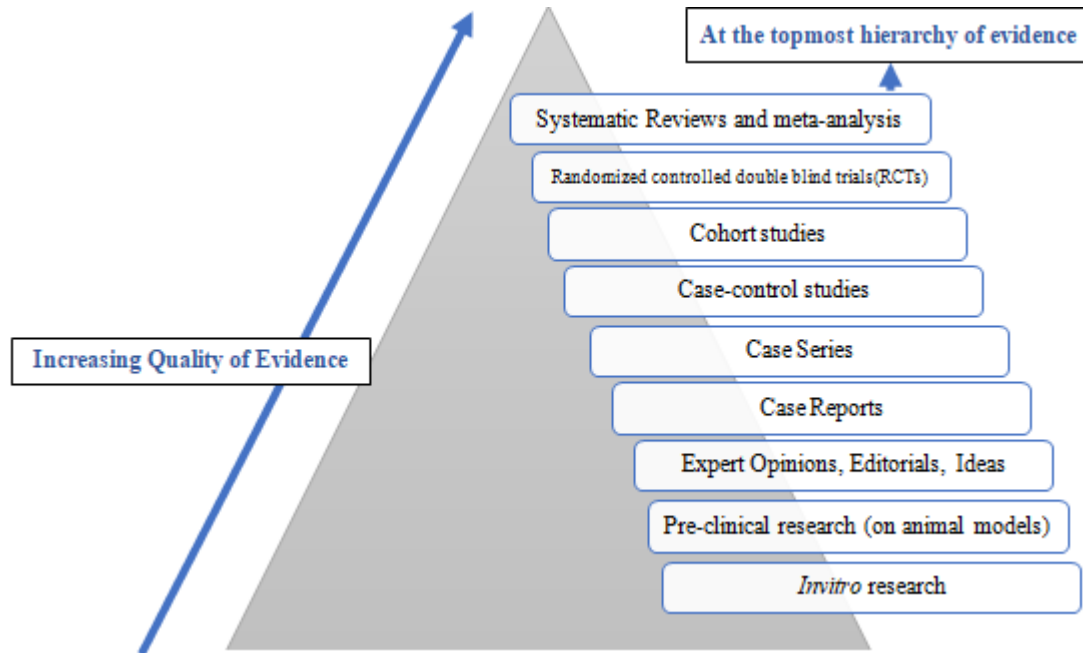 At the topmost hierarchy of evidence
Systematic Reviews and meta-analysis
Randomized controlled double blind trials(RCTs)
Cohort studies
Case-control studies
Increasing Quality of Evidence
Case Series
Case Reports
Expert Opinions, Editorials, Ideas
Pre-clinical research (on animal models)
Invitro research